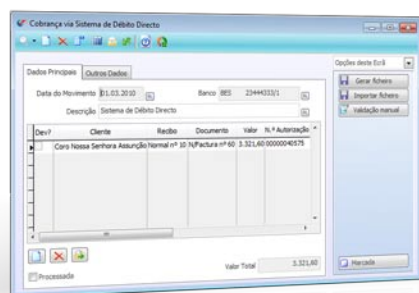 Cobrança via Sistema de Débito Directo
Opções deste Ecrã
Dados Principais Outros Dados
Gerar ficheiro
Data do Movimento 01.03.2010 Banco BES 23444333/1
Importar ficheiro
Descrição Sistema de Débito Directo
Validação manual
Dev? Cliente Recibo Documento Valor N.º Autorização
Coro Nossa Senhora Assunção Normal nº 10 N/Factura nº 60 3.321,60 00000040575
Valor Total 3.321,60
Marcada
Processado